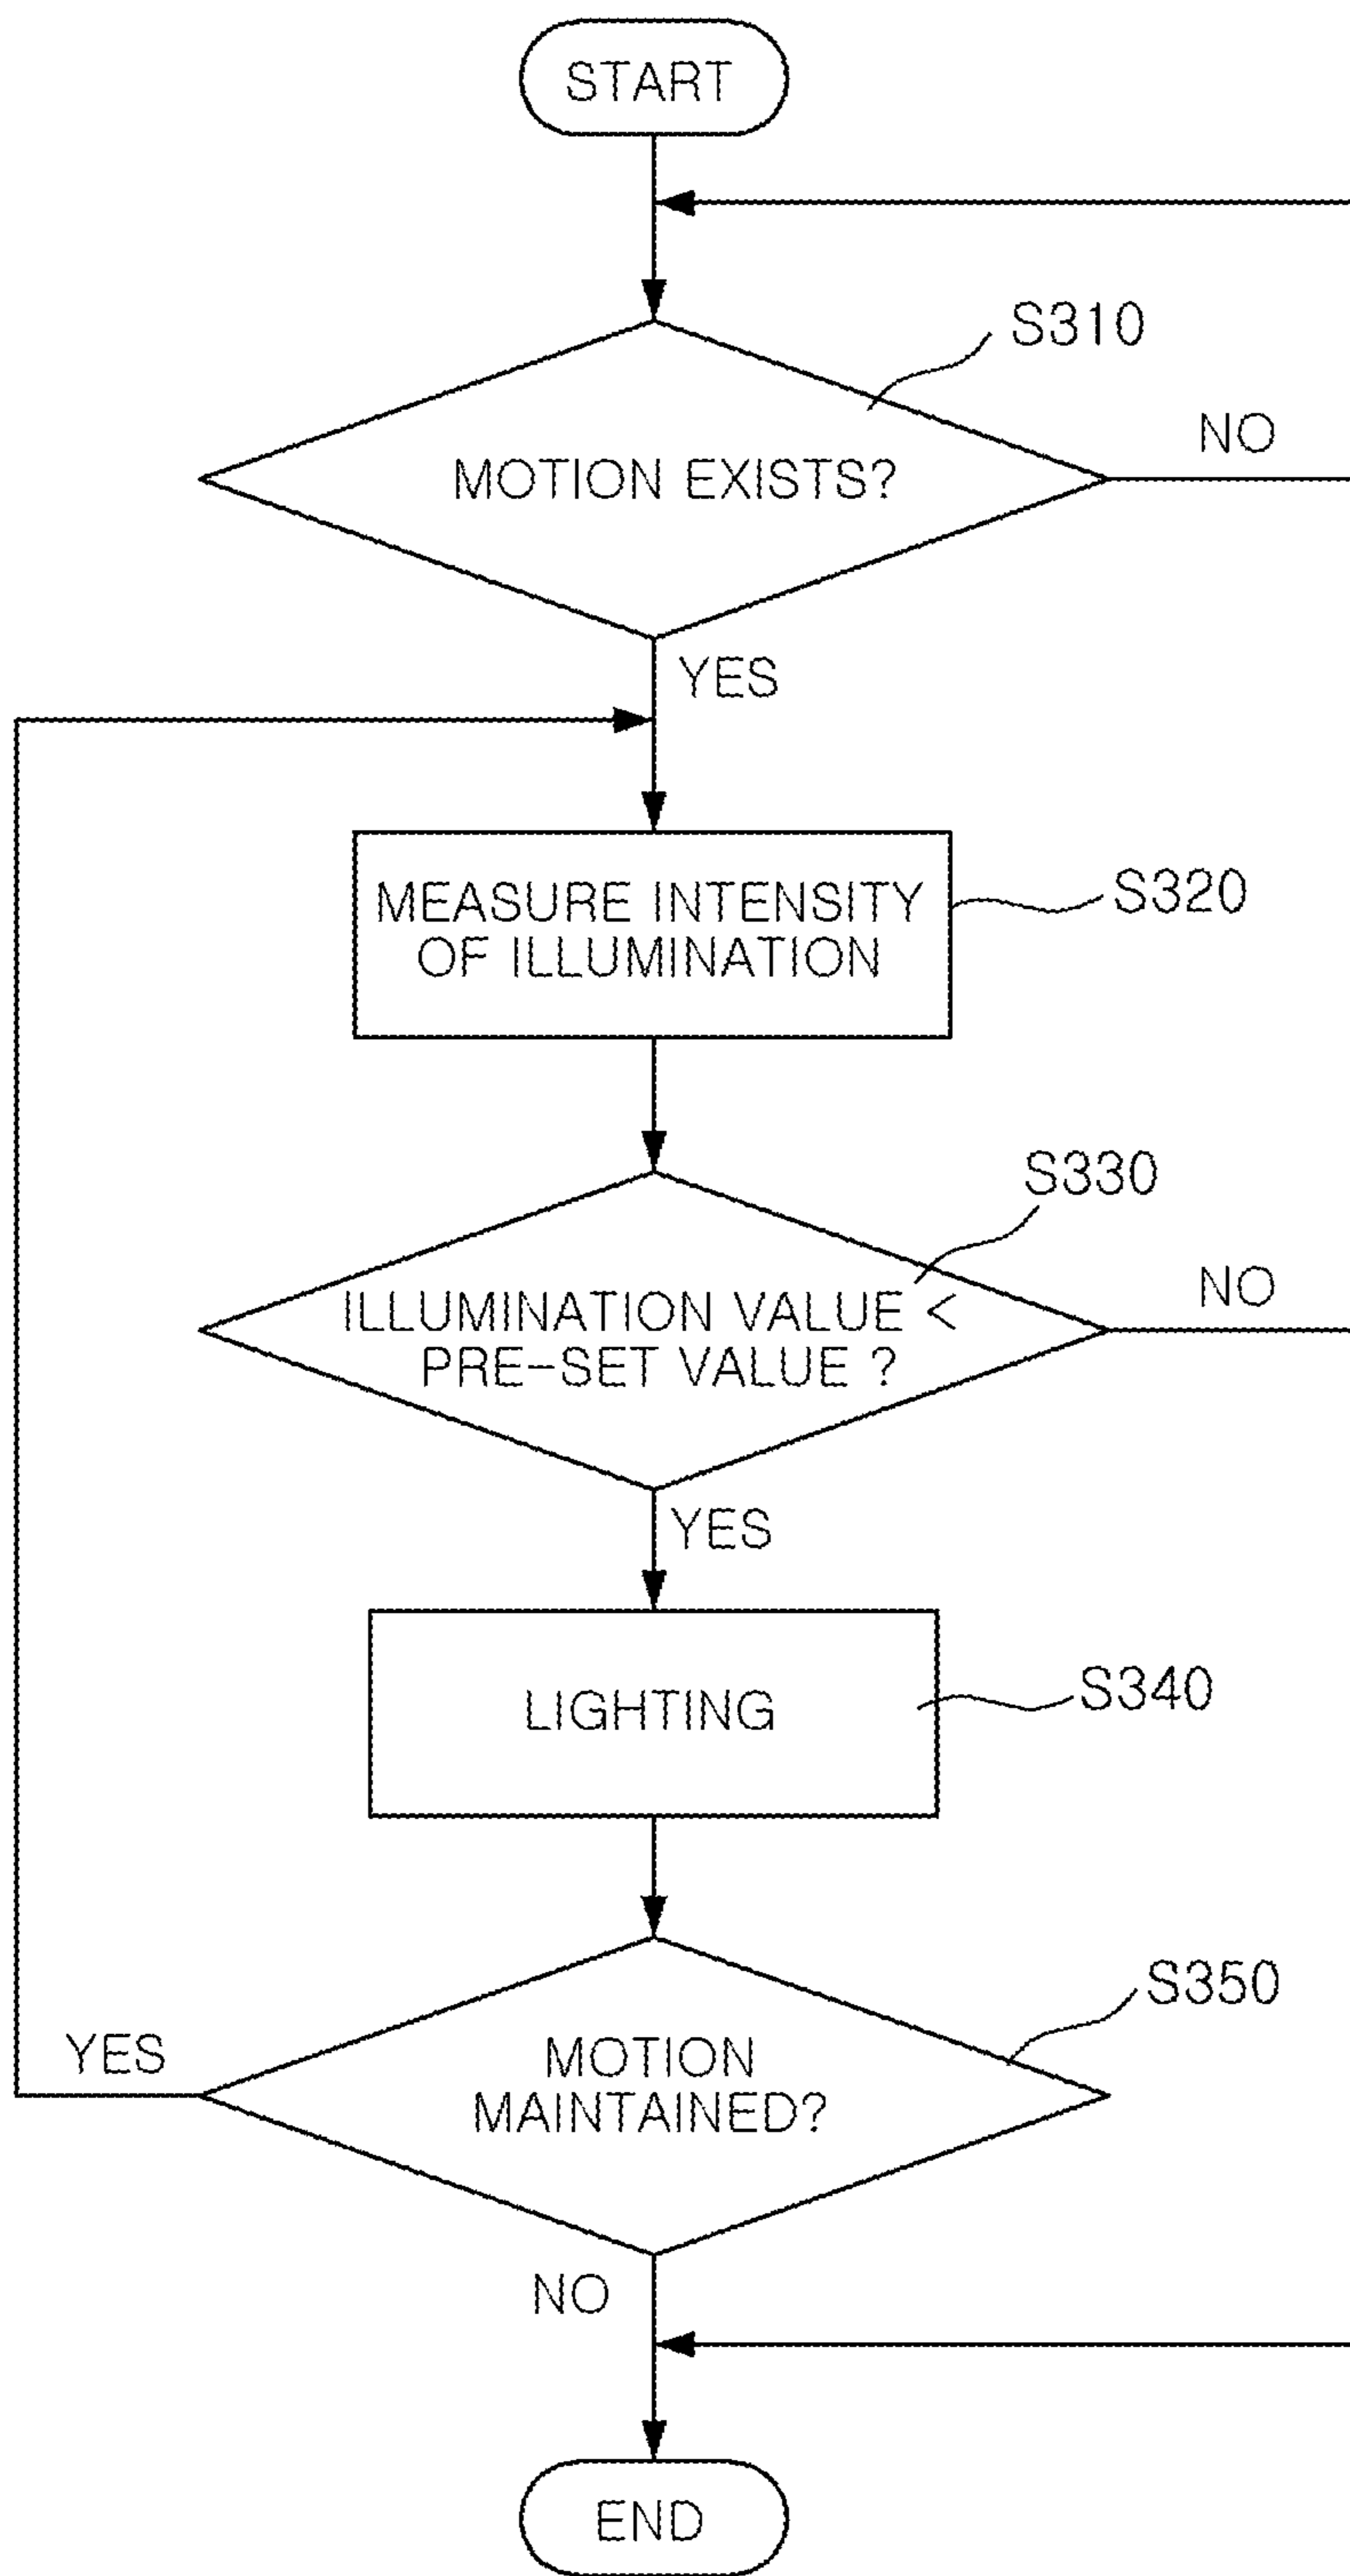 START
S310
MOTION EXISTS?
NO
YES
MEASURE INTENSITY
OF ILLUMINATION
S320
S330
ILLUMINATION VALUE <
PRE-SET VALUE ?
NO
YES
LIGHTING
S340
S350
YES
MOTION
MAINTAINED?
NO
END